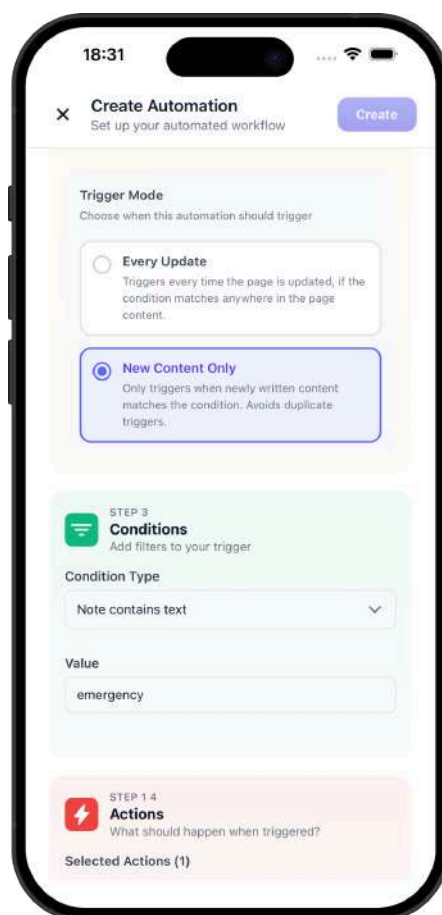 18:31
Create Automation
Set up your automated workflow
Create
Trigger Mode
Choose when this automation should trigger
Every Update
Triggers every time the page is updated, if the
condition matches anywhere in the page
content.
New Content Only
Only triggers when newly written content
matches the condition. Avoids duplicate
triggers.
STEP 3
Conditions
Add filters to your trigger
Condition Type
Note contains text
Value
emergency
STEP 1 4
Actions
What should happen when triggered?
Selected Actions (1)